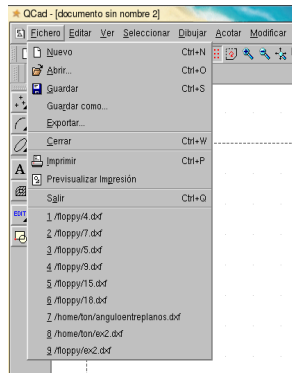 QCad - [documento sin nombre 2]
Fichero Editar Ver Seleccionar Dibujar Acotar Modificar
Nuevo Ctrl+N
Abrir... Ctrl+O
Guardar Ctrl+S
Guardar como...
Exportar...
Cerrar Ctrl+W
Imprimir Ctrl+P
Previsualizar Impresión
Salir Ctrl+Q
1 /floppy/4.dxf
2 /floppy/7.dxf
3 /floppy/5.dxf
4 /floppy/9.dxf
5 /floppy/15.dxf
6 /floppy/18.dxf
7 /home/ton/anguloentreplanos.dxf
8 /home/ton/ex2.dxf
9 /floppy/ex2.dxf
A
EDIT